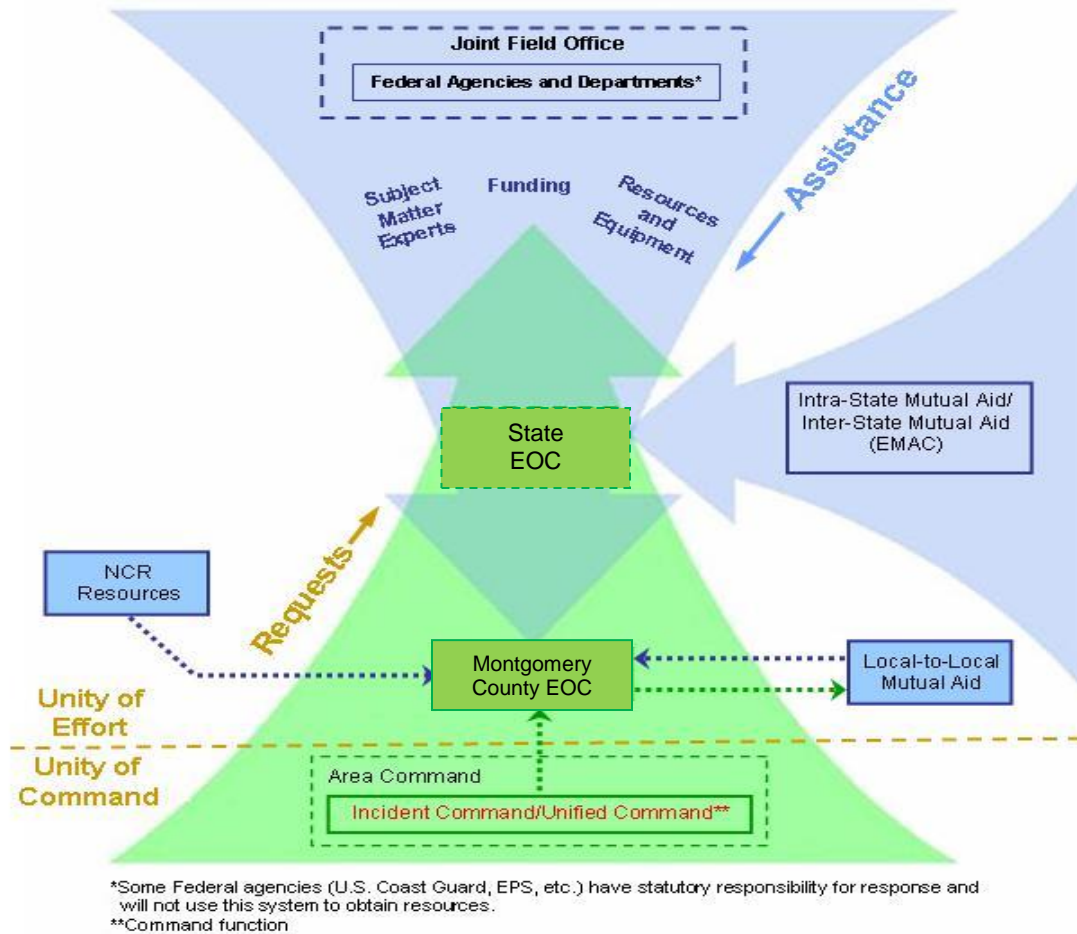 Joint Field Office
Federal Agencies and Departments*
Assistance
Subject
Matter
Experts
Funding
Resources
and
Equipment
State
EOC
Intra-State Mutual Aid/
Inter-State Mutual Aid
(EMAC)
Requests
NCR
Resources
Montgomery
County EOC
Local-to-Local
Mutual Aid
Unity of
Effort
Unity of
Command
Area Command
Incident Command/Unified Command**
*Some Federal agencies (U.S. Coast Guard, EPS, etc.) have statutory responsibility for response and
will not use this system to obtain resources.
**Command function